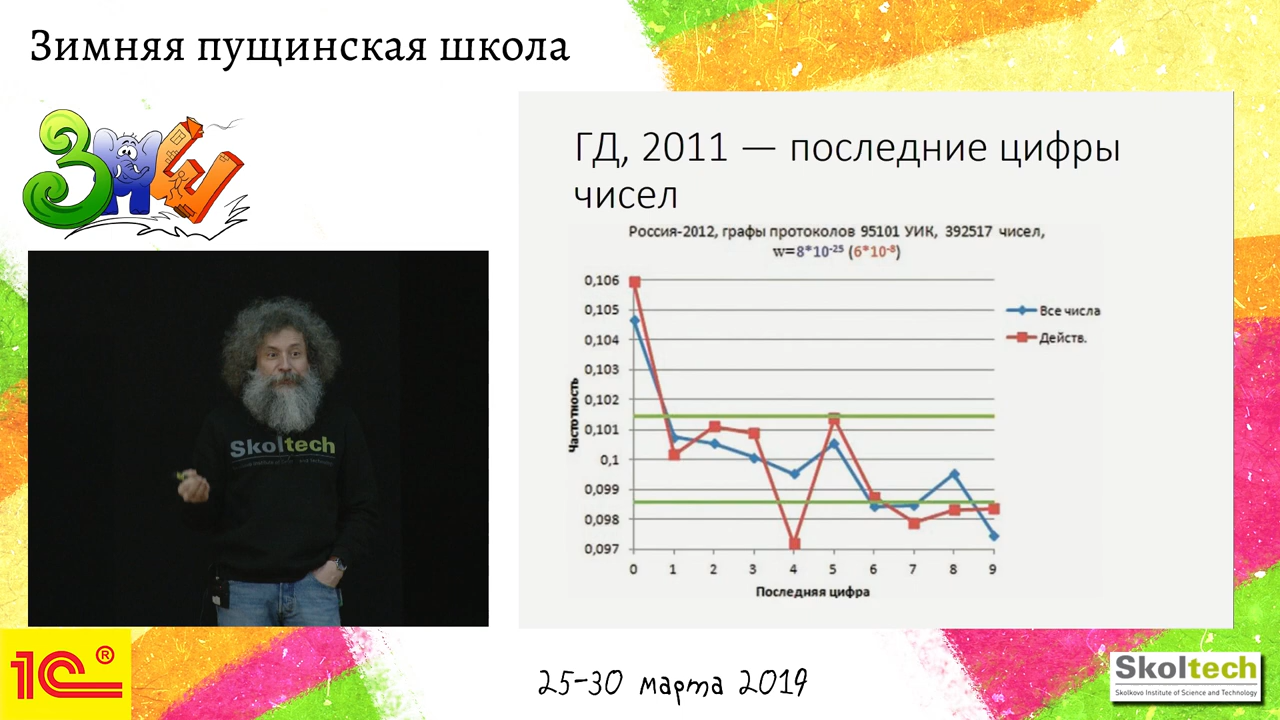 Зимняя пущинская школа
ЗПШ
ГД, 2011 — последние цифры
чисел
Россия-2012, графы протоколов 95101 УИК, 392517 чисел,
w=8*10⁻²⁵ (6*10⁻⁸)
0,106
0,105
0,104
0,103
0,102
0,101
0,1
0,099
0,098
0,097
Частотность
0 1 2 3 4 5 6 7 8 9
Последняя цифра
Все числа
Действ.
Skoltech
1С®
25-30 марта 2019
Skoltech
Skolkovo Institute of Science and Technology